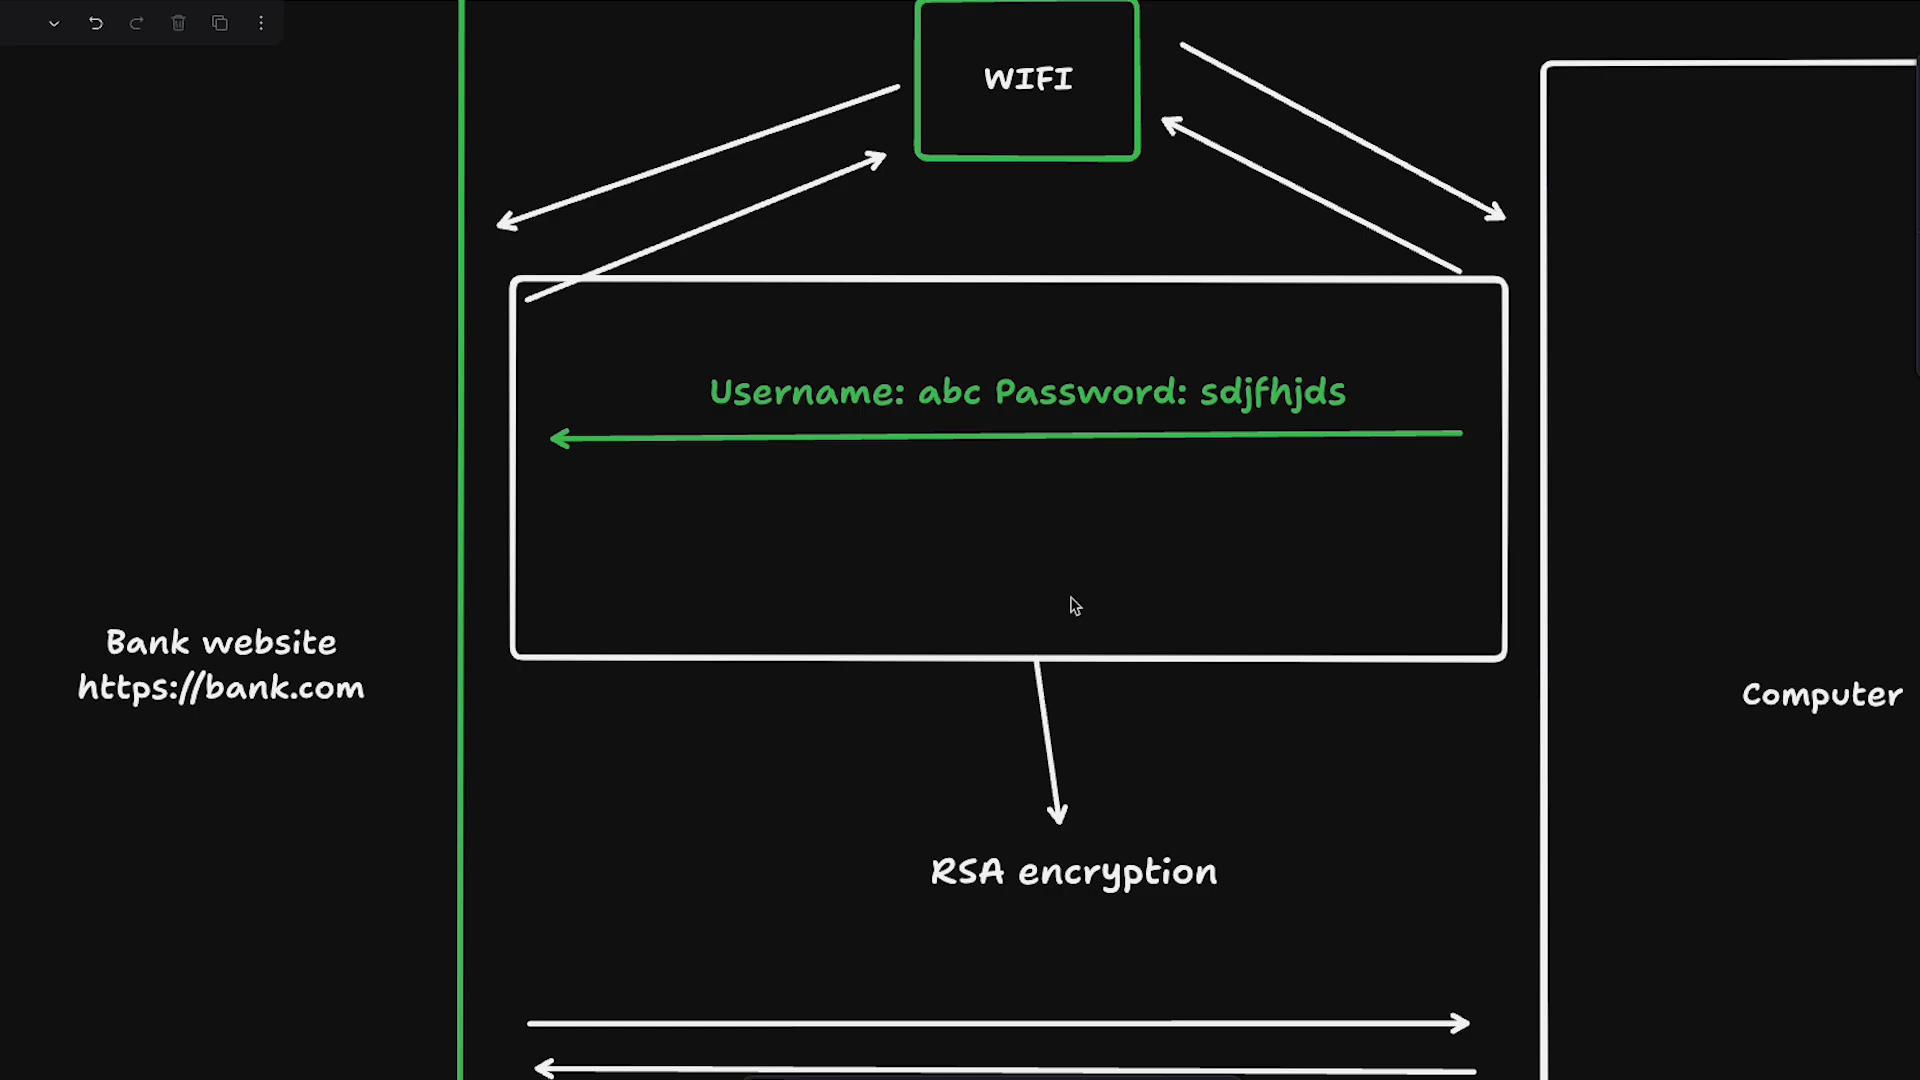 WIFI
Username: abc Password: sdjfhjds
Bank website
https://bank.com
Computer
RSA encryption